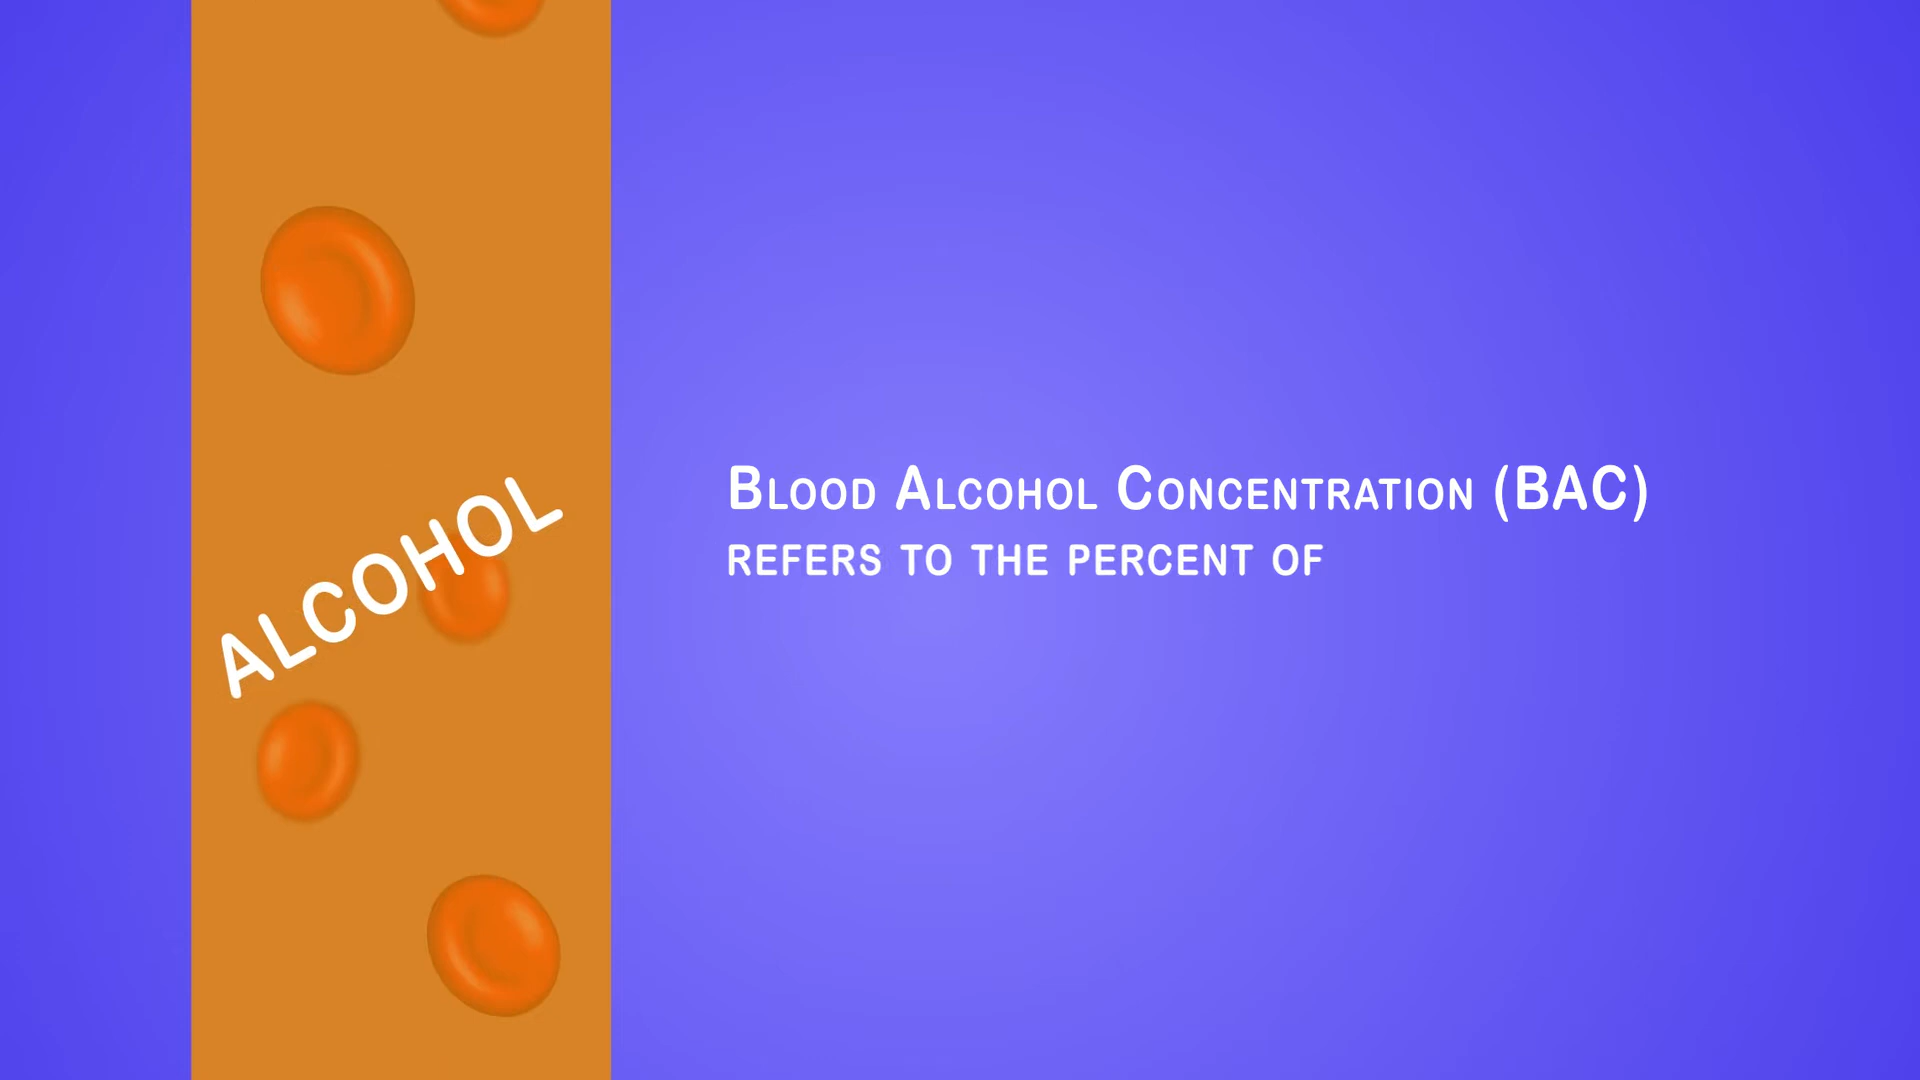 ALCOHOL
Blood Alcohol Concentration (BAC)
refers to the percent of